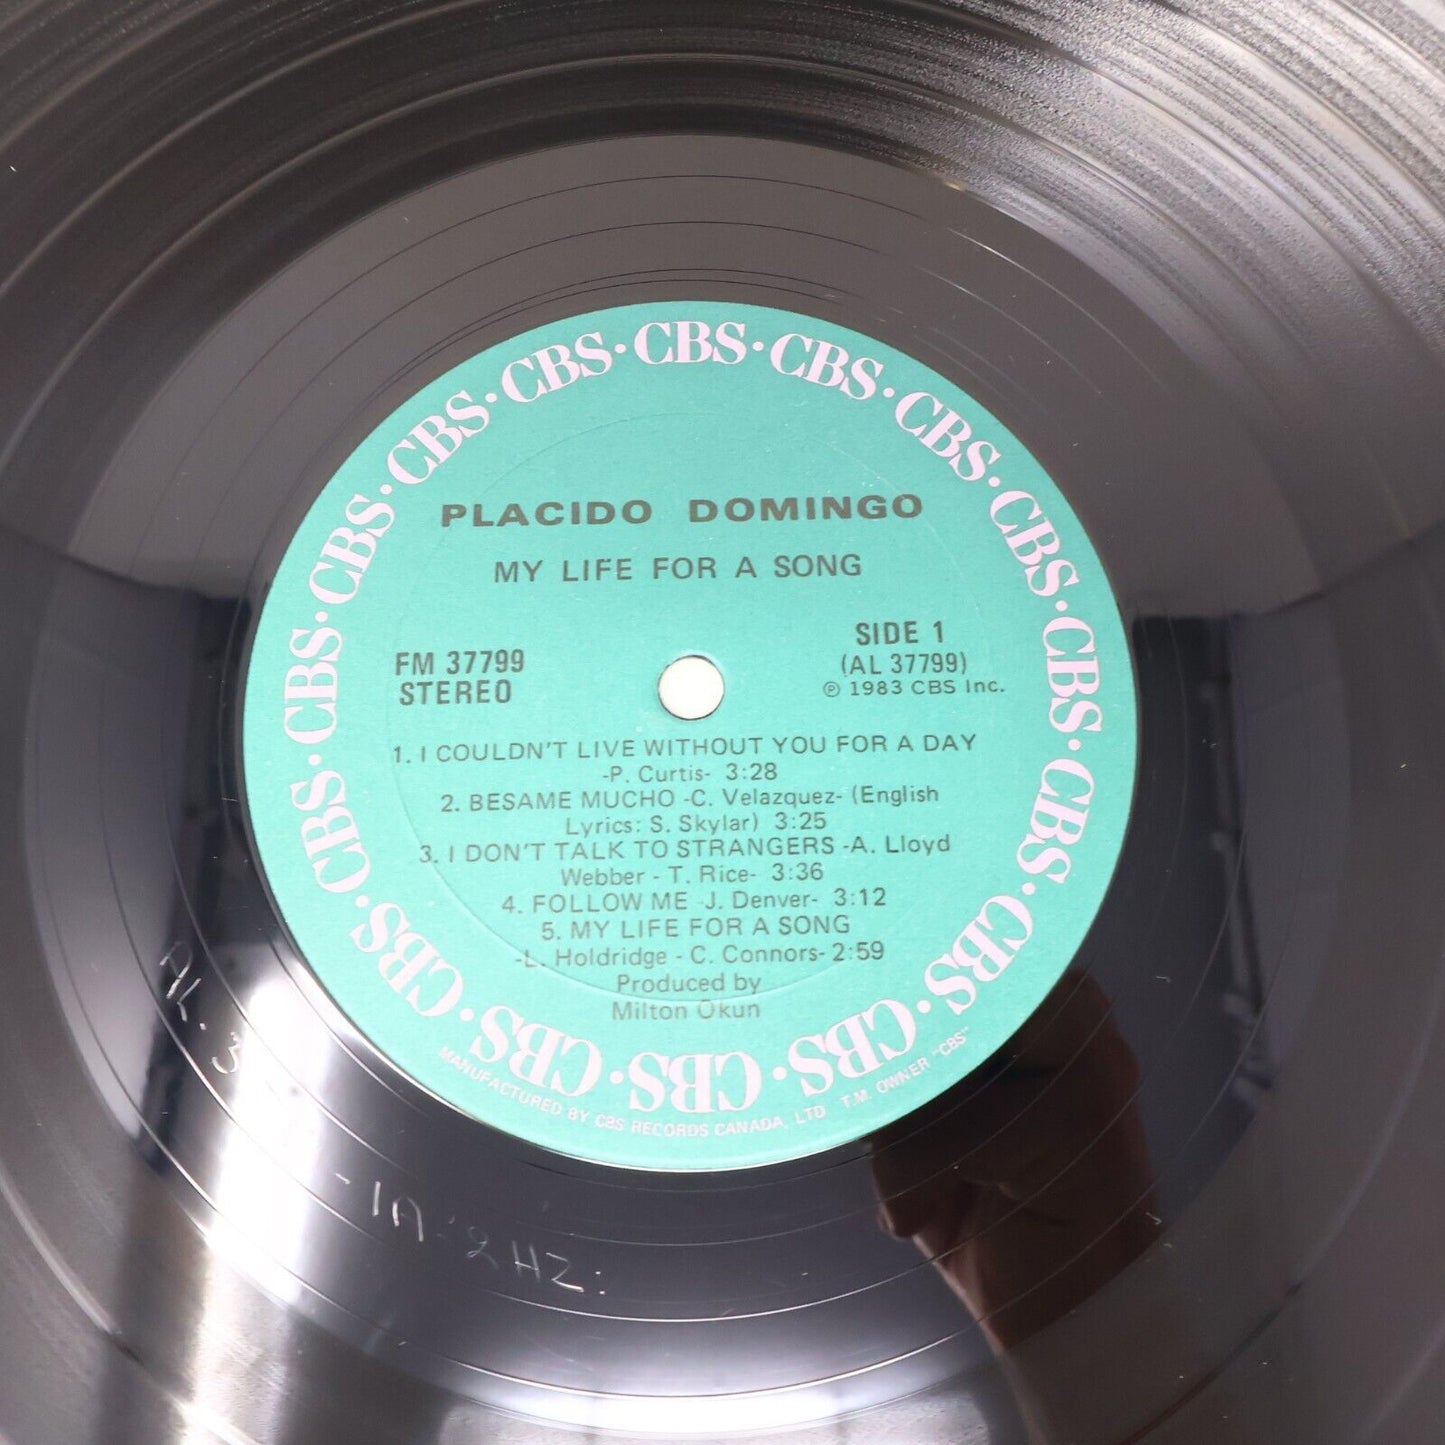 CBS · CBS · CBS · CBS · CBS · CBS · CBS · CBS · CBS · CBS · CBS · CBS · CBS · CBS · CBS · CBS ·
PLACIDO DOMINGO
MY LIFE FOR A SONG
FM 37799
STEREO
SIDE 1
(AL 37799)
℗ 1983 CBS Inc.
1. I COULDN'T LIVE WITHOUT YOU FOR A DAY
-P. Curtis- 3:28
2. BESAME MUCHO -C. Velazquez- (English
Lyrics: S. Skylar) 3:25
3. I DON'T TALK TO STRANGERS -A. Lloyd
Webber - T. Rice- 3:36
4. FOLLOW ME -J. Denver- 3:12
5. MY LIFE FOR A SONG
-L. Holdridge - C. Connors- 2:59
Produced by
Milton Okun
MANUFACTURED BY CBS RECORDS CANADA, LTD T.M. OWNER "CBS"